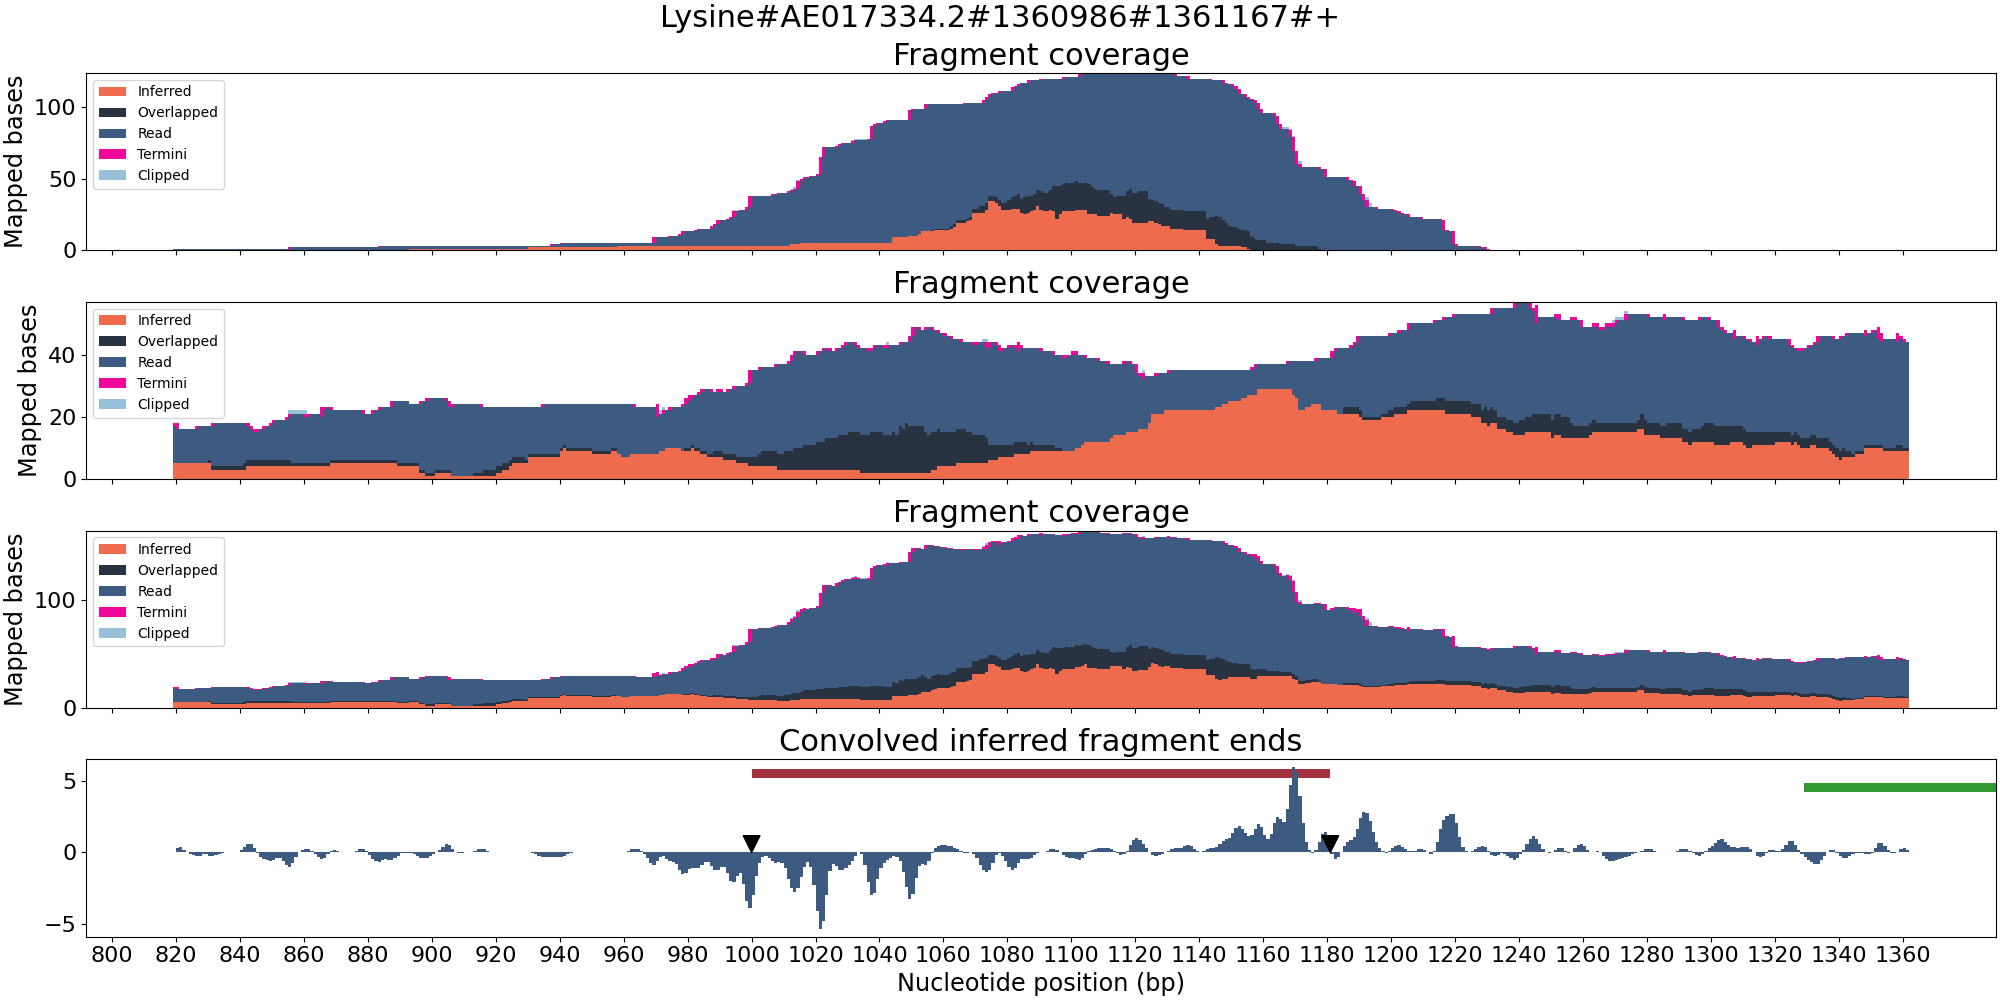 Lysine#AE017334.2#1360986#1361167#+
Fragment coverage
Mapped bases
100
50
0
Inferred
Overlapped
Read
Termini
Clipped
Fragment coverage
Mapped bases
40
20
0
Inferred
Overlapped
Read
Termini
Clipped
Fragment coverage
Mapped bases
100
0
Inferred
Overlapped
Read
Termini
Clipped
Convolved inferred fragment ends
5
0
−5
800 820 840 860 880 900 920 940 960 980 1000 1020 1040 1060 1080 1100 1120 1140 1160 1180 1200 1220 1240 1260 1280 1300 1320 1340 1360
Nucleotide position (bp)